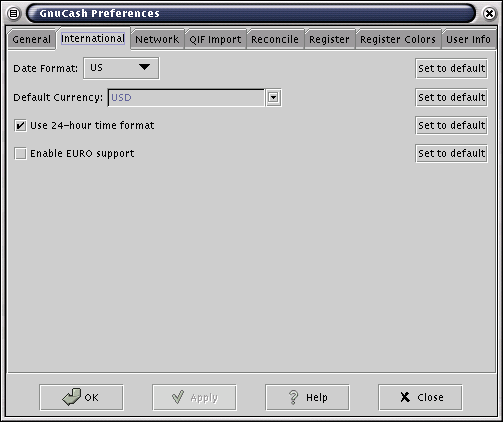 GnuCash Preferences
General International Network QIF Import Reconcile Register Register Colors User Info
Date Format: US Set to default
Default Currency: USD Set to default
Use 24-hour time format Set to default
Enable EURO support Set to default
OK Apply Help Close